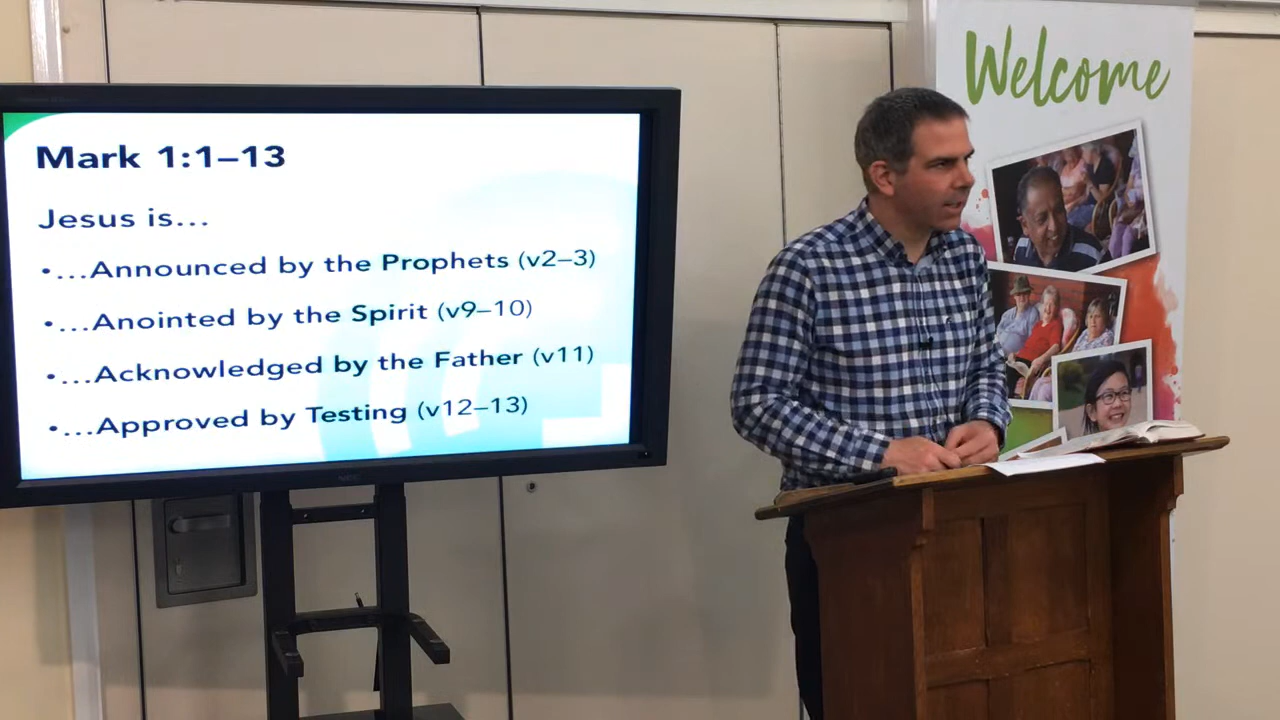 Mark 1:1–13
Jesus is...
•...Announced by the Prophets (v2–3)
•...Anointed by the Spirit (v9–10)
•...Acknowledged by the Father (v11)
•...Approved by Testing (v12–13)
NEC
Welcome